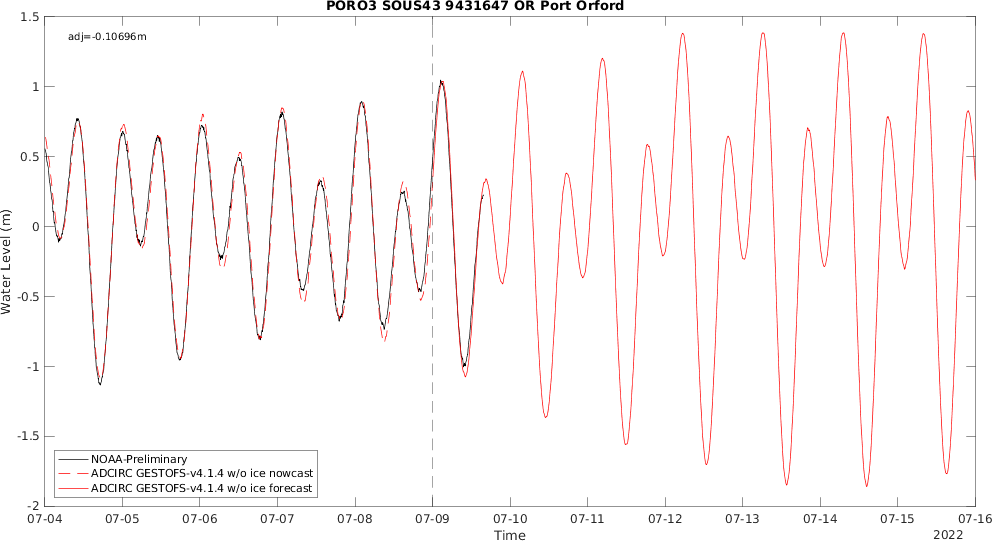 PORO3 SOUS43 9431647 OR Port Orford
adj=-0.10696m
1.5
1
0.5
0
-0.5
-1
-1.5
-2
Water Level (m)
NOAA-Preliminary
ADCIRC GESTOFS-v4.1.4 w/o ice nowcast
ADCIRC GESTOFS-v4.1.4 w/o ice forecast
07-04 07-05 07-06 07-07 07-08 07-09 07-10 07-11 07-12 07-13 07-14 07-15 07-16
Time
2022